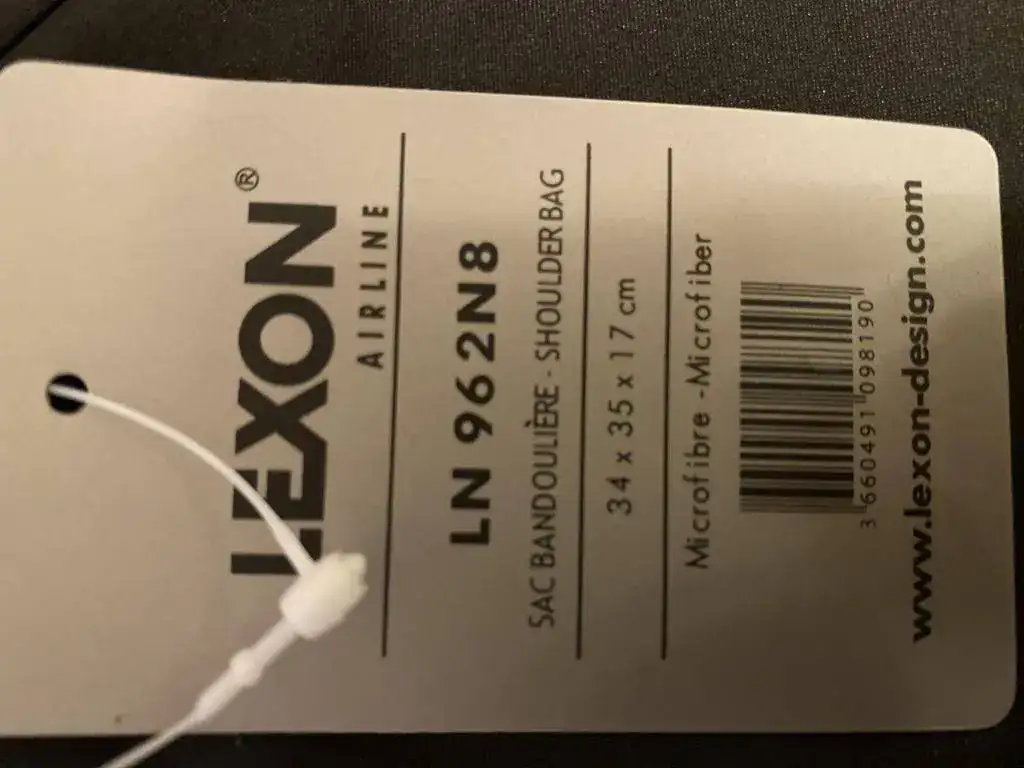 LEXON®
AIRLINE
LN 962N8
SAC BANDOULIÈRE - SHOULDER BAG
34 x 35 x 17 cm
Microfibre - Microfiber
3 660491 098190
www.lexon-design.com